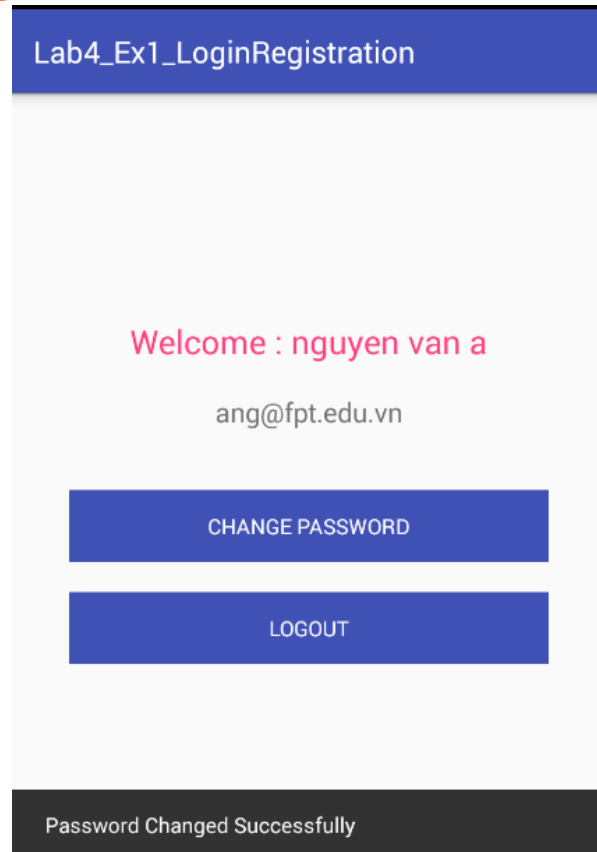 Lab4_Ex1_LoginRegistration
Welcome : nguyen van a
ang@fpt.edu.vn
CHANGE PASSWORD
LOGOUT
Password Changed Successfully